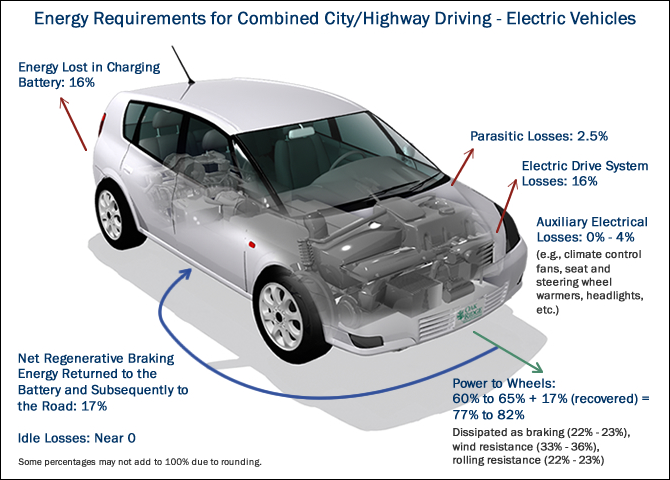 Energy Requirements for Combined City/Highway Driving - Electric Vehicles
Energy Lost in Charging
Battery: 16%
Parasitic Losses: 2.5%
Electric Drive System
Losses: 16%
Auxiliary Electrical
Losses: 0% - 4%
(e.g., climate control
fans, seat and
steering wheel
warmers, headlights,
etc.)
OAK
RIDGE
Net Regenerative Braking
Energy Returned to the
Battery and Subsequently to
the Road: 17%
Idle Losses: Near 0
Power to Wheels:
60% to 65% + 17% (recovered) =
77% to 82%
Dissipated as braking (22% - 23%),
wind resistance (33% - 36%),
rolling resistance (22% - 23%)
Some percentages may not add to 100% due to rounding.